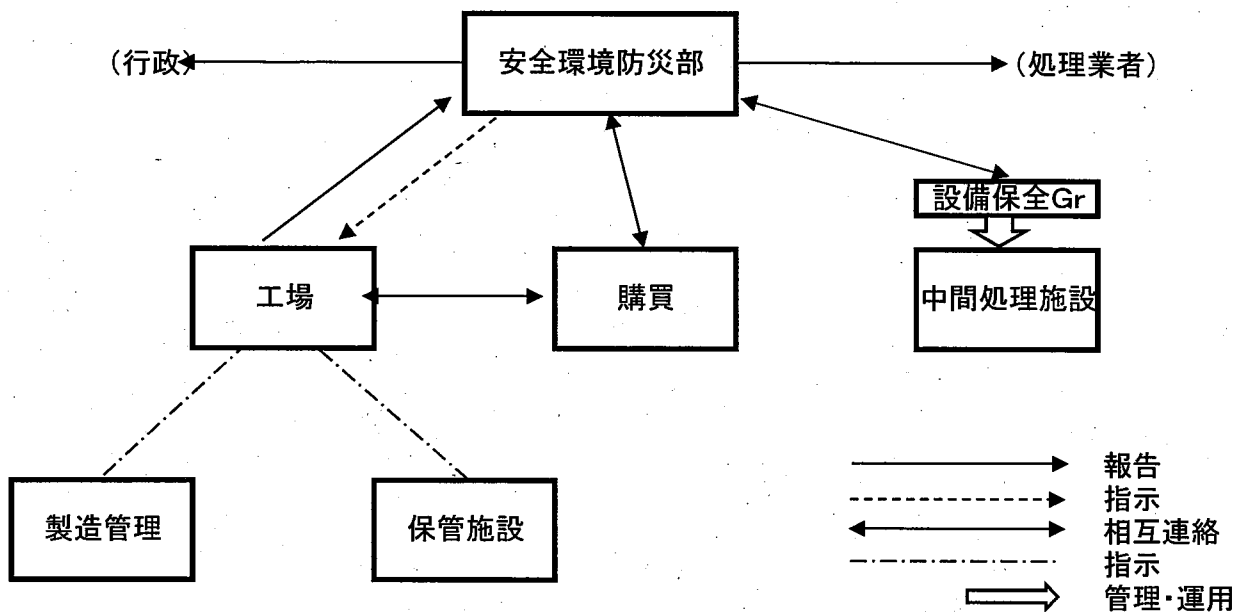 (行政)
安全環境防災部
(処理業者)
設備保全Gr
工場
購買
中間処理施設
製造管理
保管施設
報告
指示
相互連絡
指示
管理・運用